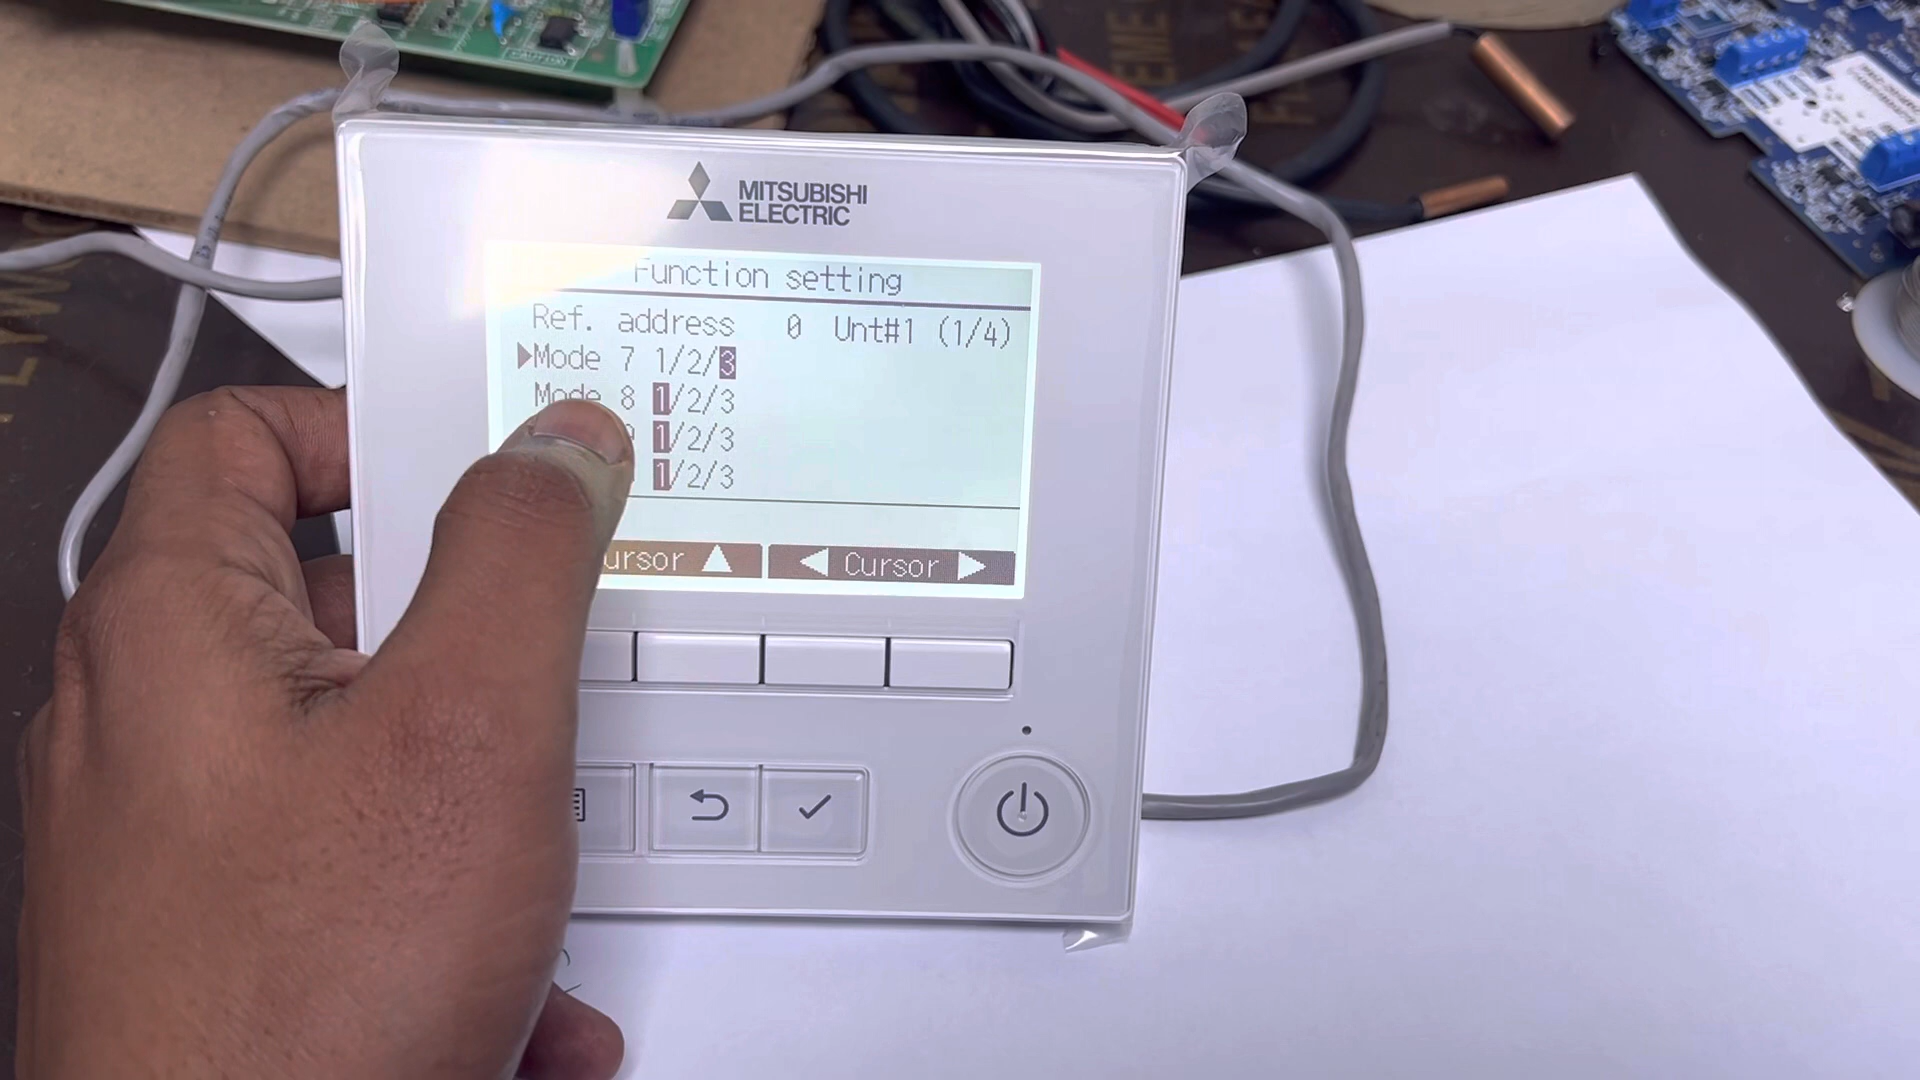 MITSUBISHI
ELECTRIC
Function setting
Ref. address 0 Unt#1 (1/4)
Mode 7 1/2/3
Mode 8 1/2/3
1/2/3
1/2/3
ursor
Cursor